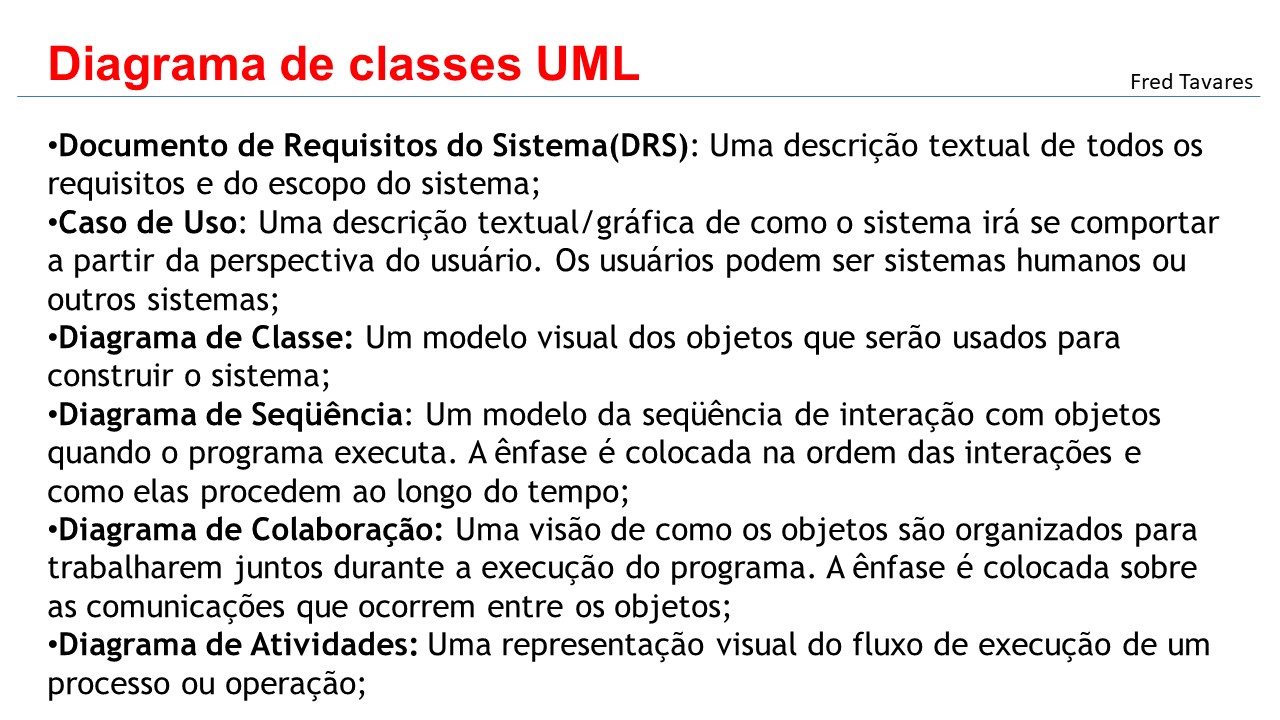 Diagrama de classes UML
Fred Tavares
•Documento de Requisitos do Sistema(DRS): Uma descrição textual de todos os
requisitos e do escopo do sistema;
•Caso de Uso: Uma descrição textual/gráfica de como o sistema irá se comportar
a partir da perspectiva do usuário. Os usuários podem ser sistemas humanos ou
outros sistemas;
•Diagrama de Classe: Um modelo visual dos objetos que serão usados para
construir o sistema;
•Diagrama de Seqüência: Um modelo da seqüência de interação com objetos
quando o programa executa. A ênfase é colocada na ordem das interações e
como elas procedem ao longo do tempo;
•Diagrama de Colaboração: Uma visão de como os objetos são organizados para
trabalharem juntos durante a execução do programa. A ênfase é colocada sobre
as comunicações que ocorrem entre os objetos;
•Diagrama de Atividades: Uma representação visual do fluxo de execução de um
processo ou operação;